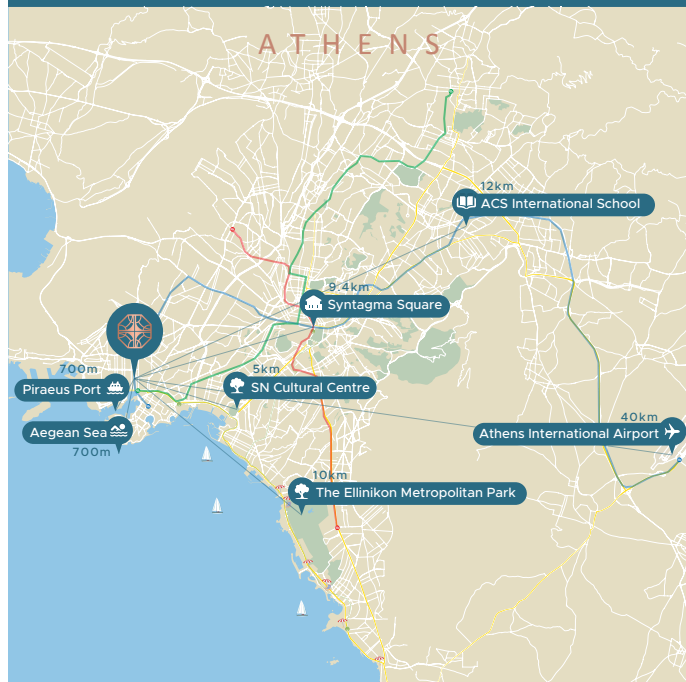 ATHENS
12km
ACS International School
9.4km
Syntagma Square
700m
Piraeus Port
5km
SN Cultural Centre
Aegean Sea
700m
40km
Athens International Airport
10km
The Ellinikon Metropolitan Park